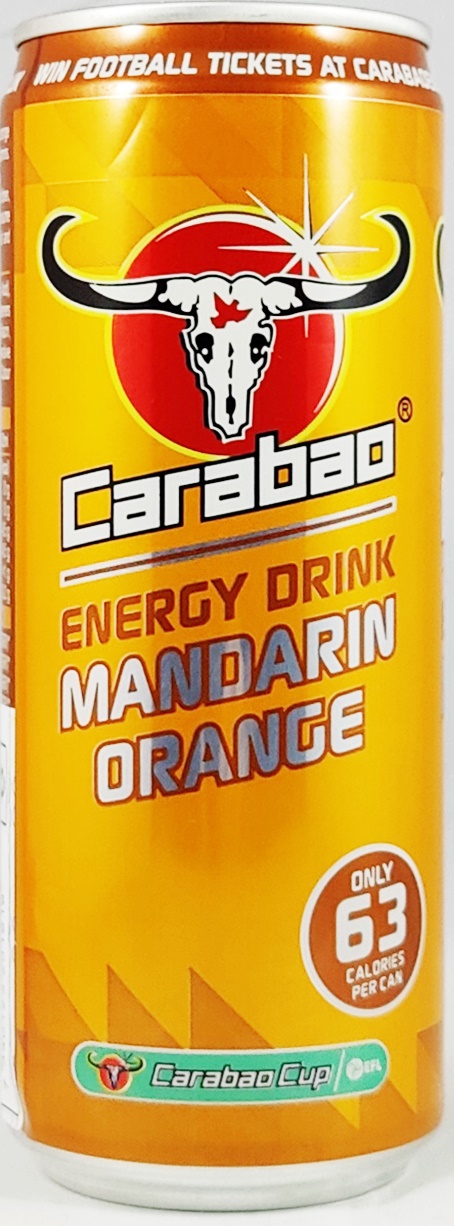 WIN FOOTBALL TICKETS AT CARABAO
Carabao®
ENERGY DRINK
MANDARIN
ORANGE
ONLY
63
CALORIES
PER CAN
Carabao Cup EFL